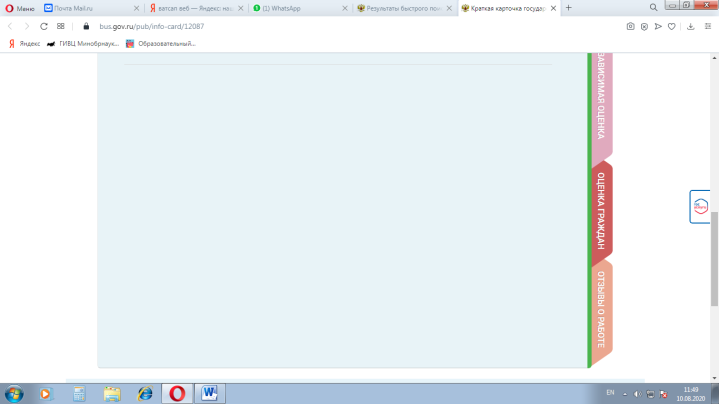 Меню
Почта Mail.ru
ватсап веб — Яндекс: наш
(1) WhatsApp
Результаты быстрого пои
Краткая карточка государ
bus.gov.ru/pub/info-card/12087
Яндекс
ГИВЦ Минобрнаук...
Образовательный...
ЗАВИСИМАЯ ОЦЕНКА
ОЦЕНКА ГРАЖДАН
ОТЗЫВЫ О РАБОТЕ
EN
11:49
10.08.2020